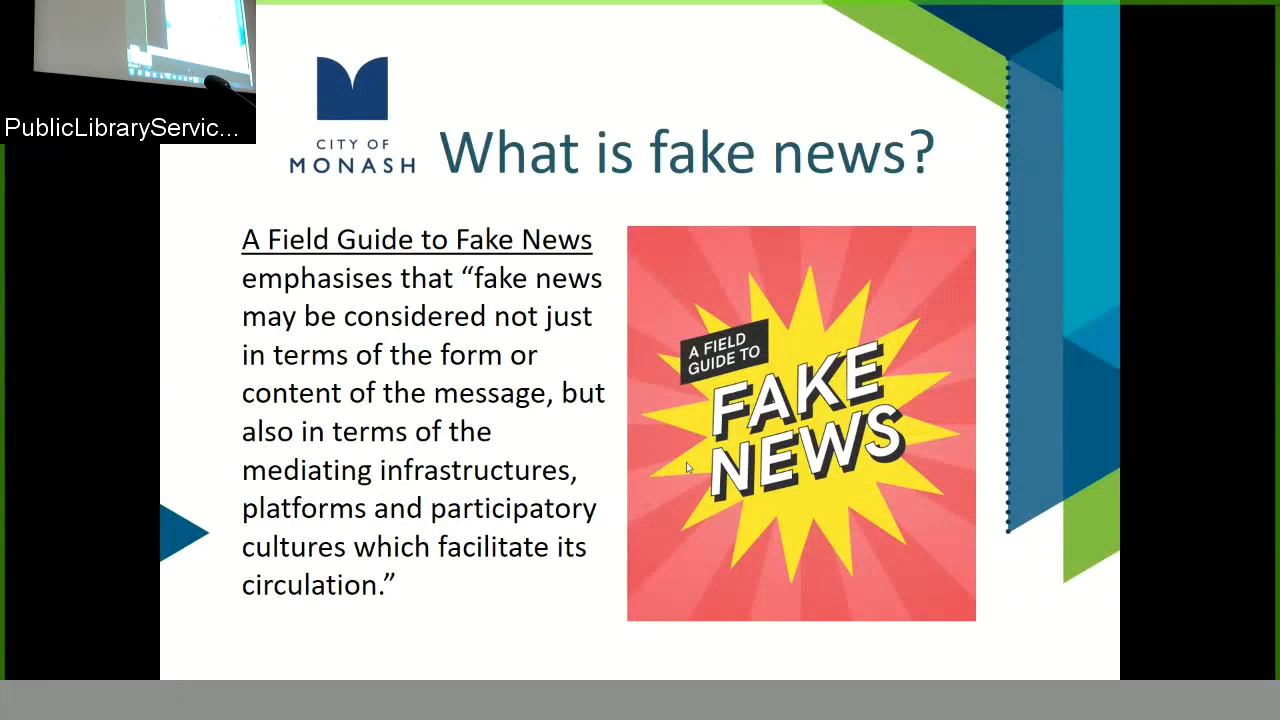 PublicLibraryServic...
CITY OF
MONASH
What is fake news?
A Field Guide to Fake News
emphasises that “fake news
may be considered not just
in terms of the form or
content of the message, but
also in terms of the
mediating infrastructures,
platforms and participatory
cultures which facilitate its
circulation.”
A FIELD
GUIDE TO
FAKE
NEWS